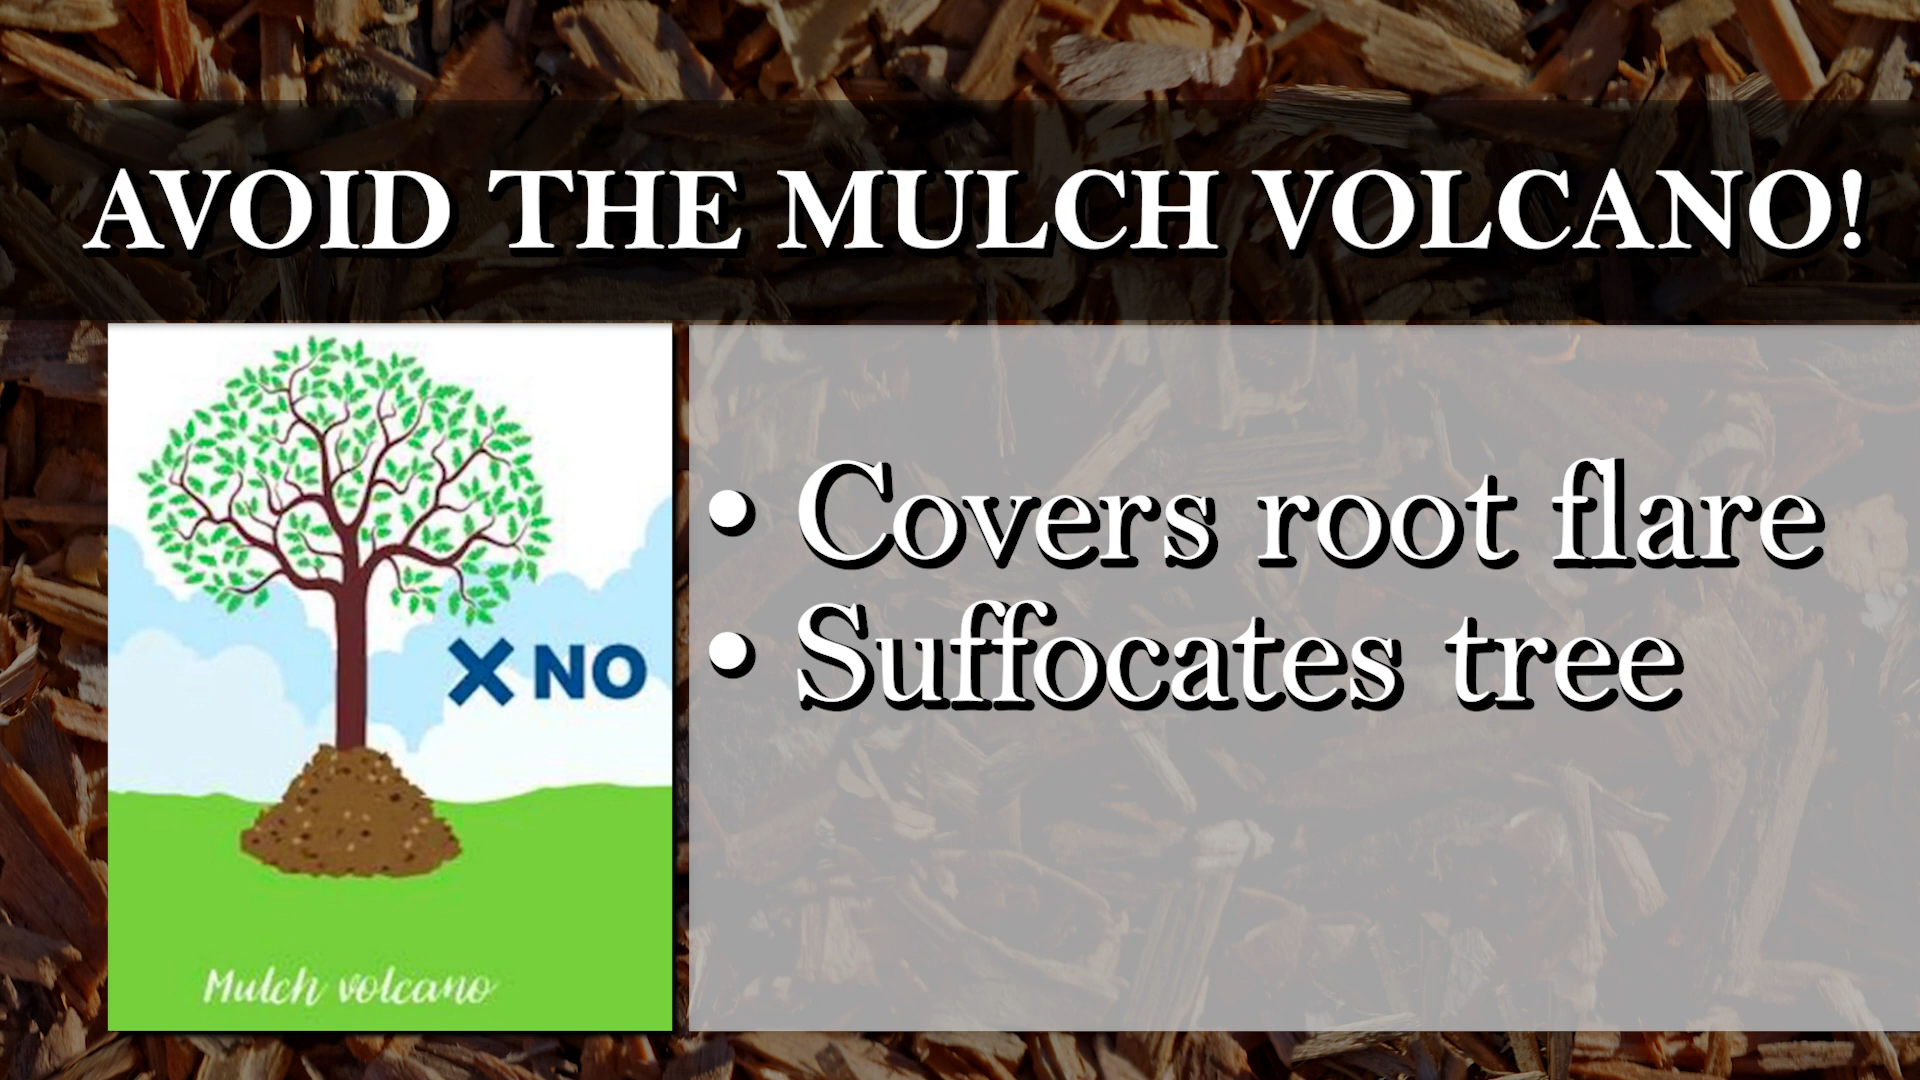 AVOID THE MULCH VOLCANO!
• Covers root flare
• Suffocates tree
X NO
Mulch volcano